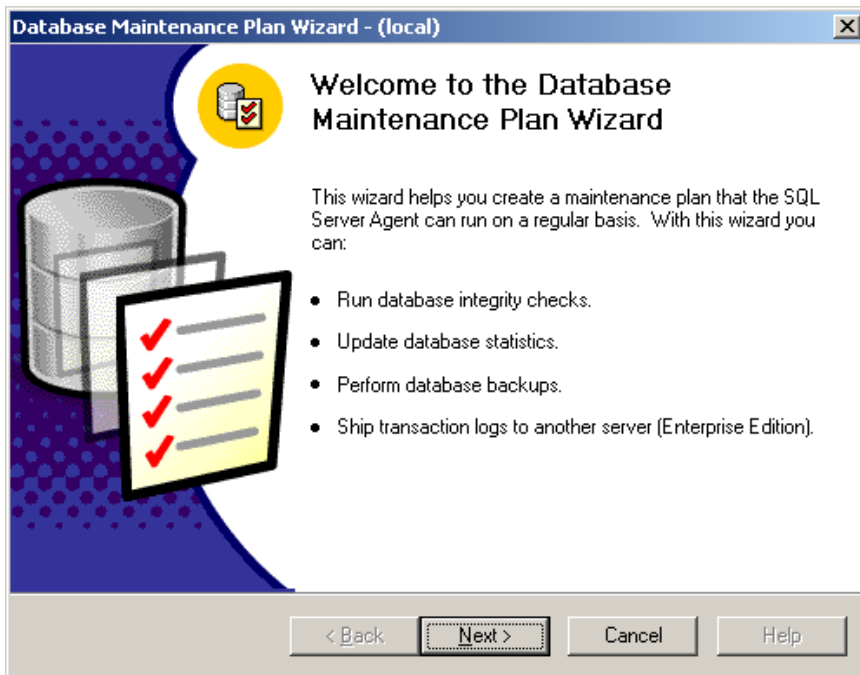 Database Maintenance Plan Wizard - (local)
Welcome to the Database
Maintenance Plan Wizard
This wizard helps you create a maintenance plan that the SQL
Server Agent can run on a regular basis.  With this wizard you
can:
• Run database integrity checks.
• Update database statistics.
• Perform database backups.
• Ship transaction logs to another server (Enterprise Edition).
< Back Next > Cancel Help